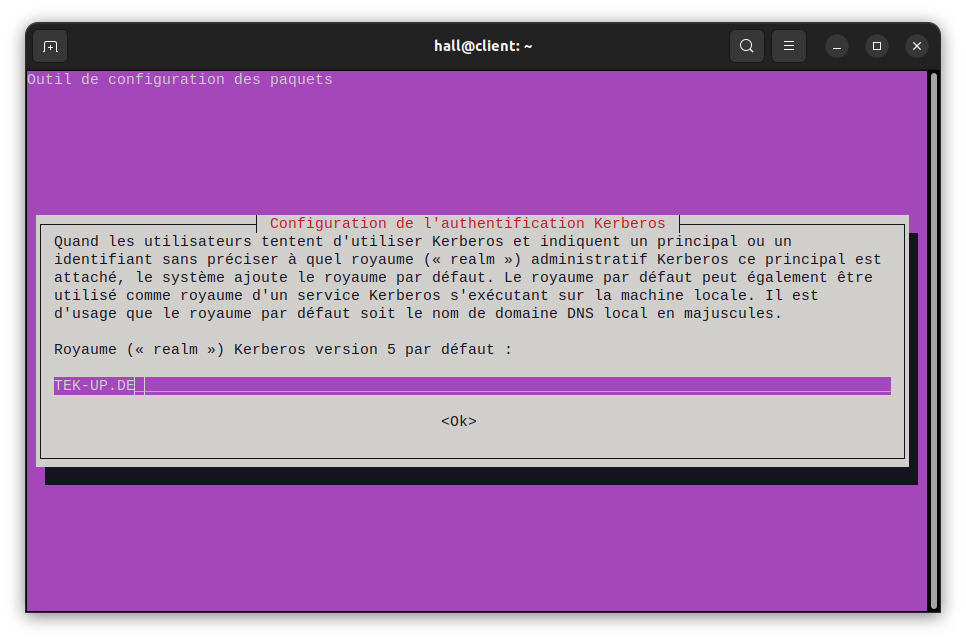 hall@client: ~
Outil de configuration des paquets
Configuration de l'authentification Kerberos
Quand les utilisateurs tentent d'utiliser Kerberos et indiquent un principal ou un
identifiant sans préciser à quel royaume (« realm ») administratif Kerberos ce principal est
attaché, le système ajoute le royaume par défaut. Le royaume par défaut peut également être
utilisé comme royaume d'un service Kerberos s'exécutant sur la machine locale. Il est
d'usage que le royaume par défaut soit le nom de domaine DNS local en majuscules.
Royaume (« realm ») Kerberos version 5 par défaut :
TEK-UP.DE
<Ok>